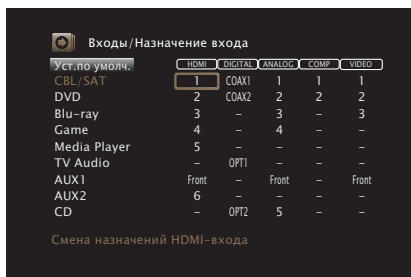 Входы/Назначение входа
Уст.по умолч. HDMI DIGITAL ANALOG COMP VIDEO
CBL/SAT 1 COAX1 1 1 1
DVD 2 COAX2 2 2 2
Blu-ray 3 – 3 – 3
Game 4 – 4 – –
Media Player 5 – – – –
TV Audio – OPT1 – – –
AUX1 Front – Front – Front
AUX2 6 – – – –
CD – OPT2 5 – –
Смена назначений HDMI-входа